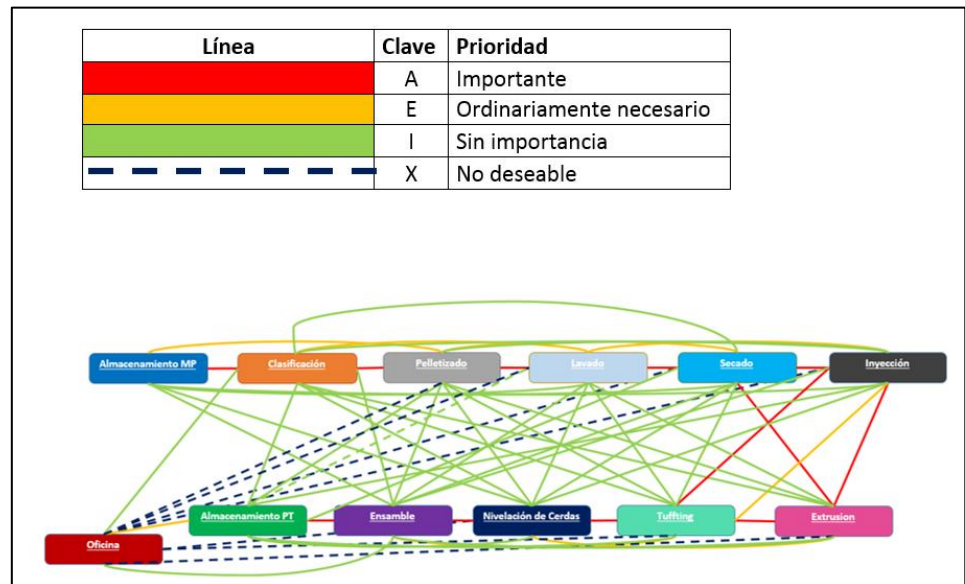 Línea Clave Prioridad
A Importante
E Ordinariamente necesario
I Sin importancia
X No deseable
Almacenamiento MP Clasificación Pelletizado Lavado Secado Inyección
Almacenamiento PT Ensamble Nivelación de Cerdas Tuffting Extrusion
Oficina